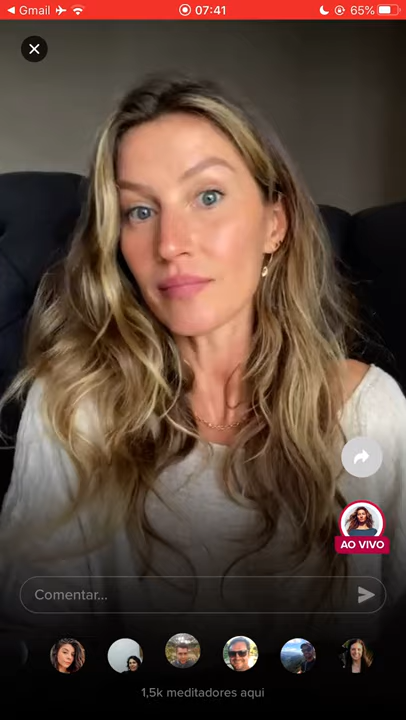 Gmail
07:41
65%
AO VIVO
Comentar...
1,5k meditadores aqui